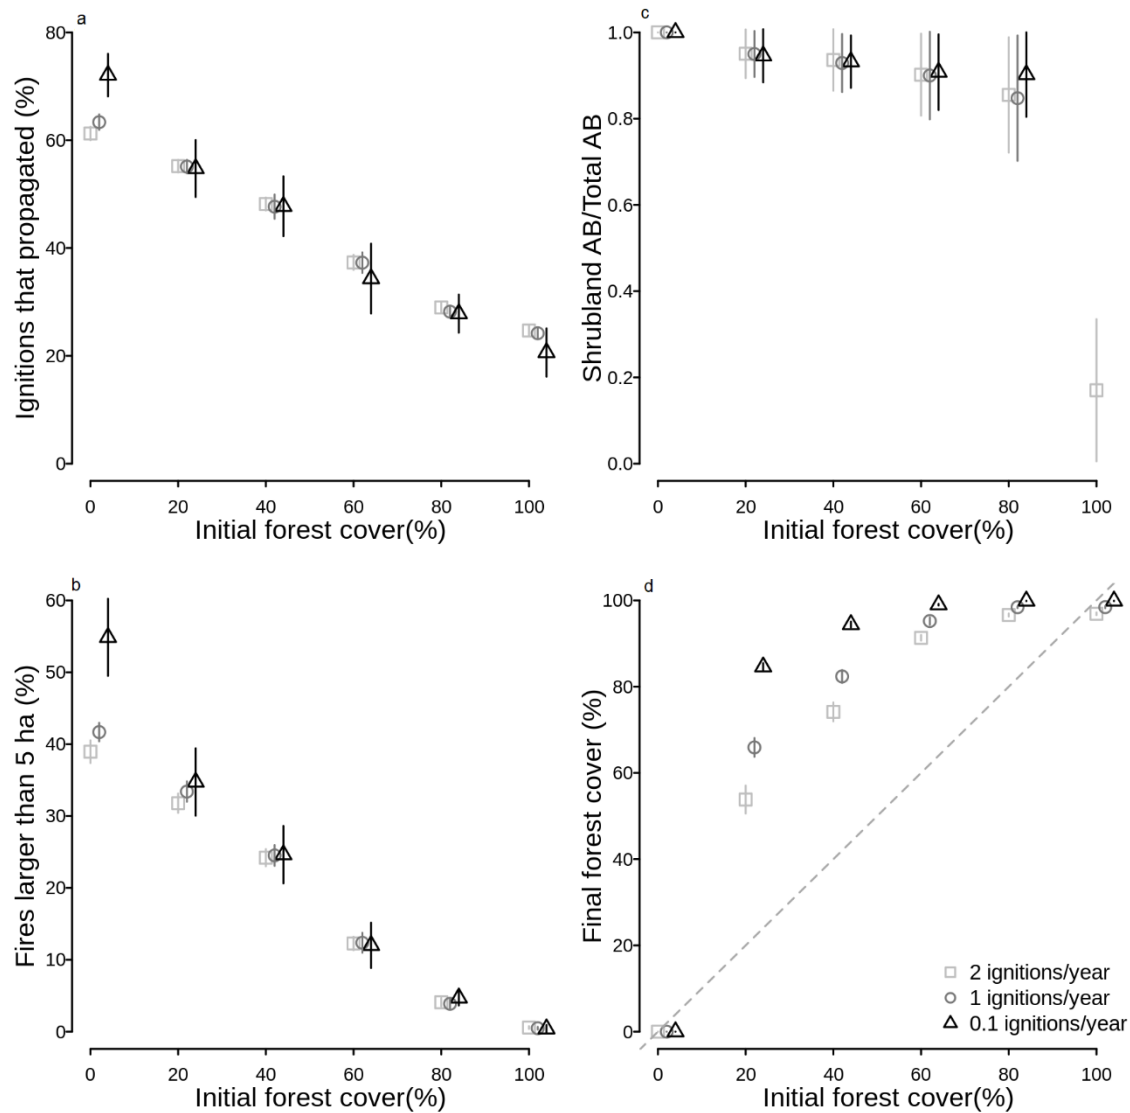 a
Ignitions that propagated (%)
80
60
40
20
0
0 20 40 60 80 100
Initial forest cover(%)
c
Shrubland AB/Total AB
1.0
0.8
0.6
0.4
0.2
0.0
0 20 40 60 80 100
Initial forest cover(%)
b
Fires larger than 5 ha (%)
60
50
40
30
20
10
0
0 20 40 60 80 100
Initial forest cover(%)
d
Final forest cover (%)
100
80
60
40
20
0
2 ignitions/year
1 ignitions/year
0.1 ignitions/year
0 20 40 60 80 100
Initial forest cover(%)